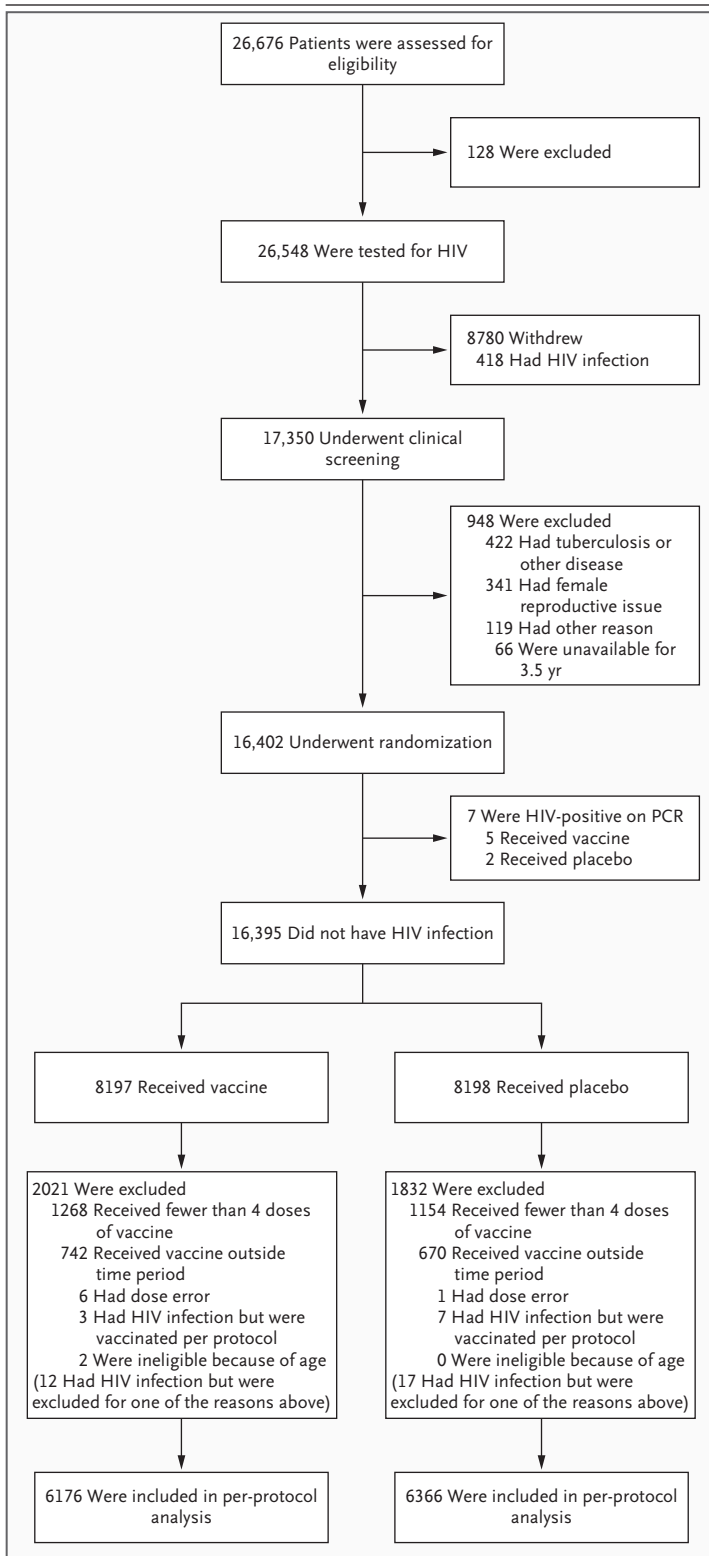 26,676 Patients were assessed for
eligibility
128 Were excluded
26,548 Were tested for HIV
8780 Withdrew
418 Had HIV infection
17,350 Underwent clinical
screening
948 Were excluded
422 Had tuberculosis or
other disease
341 Had female
reproductive issue
119 Had other reason
66 Were unavailable for
3.5 yr
16,402 Underwent randomization
7 Were HIV-positive on PCR
5 Received vaccine
2 Received placebo
16,395 Did not have HIV infection
8197 Received vaccine
8198 Received placebo
2021 Were excluded
1268 Received fewer than 4 doses
of vaccine
742 Received vaccine outside
time period
6 Had dose error
3 Had HIV infection but were
vaccinated per protocol
2 Were ineligible because of age
(12 Had HIV infection but were
excluded for one of the reasons above)
1832 Were excluded
1154 Received fewer than 4 doses
of vaccine
670 Received vaccine outside
time period
1 Had dose error
7 Had HIV infection but were
vaccinated per protocol
0 Were ineligible because of age
(17 Had HIV infection but were
excluded for one of the reasons above)
6176 Were included in per-protocol
analysis
6366 Were included in per-protocol
analysis